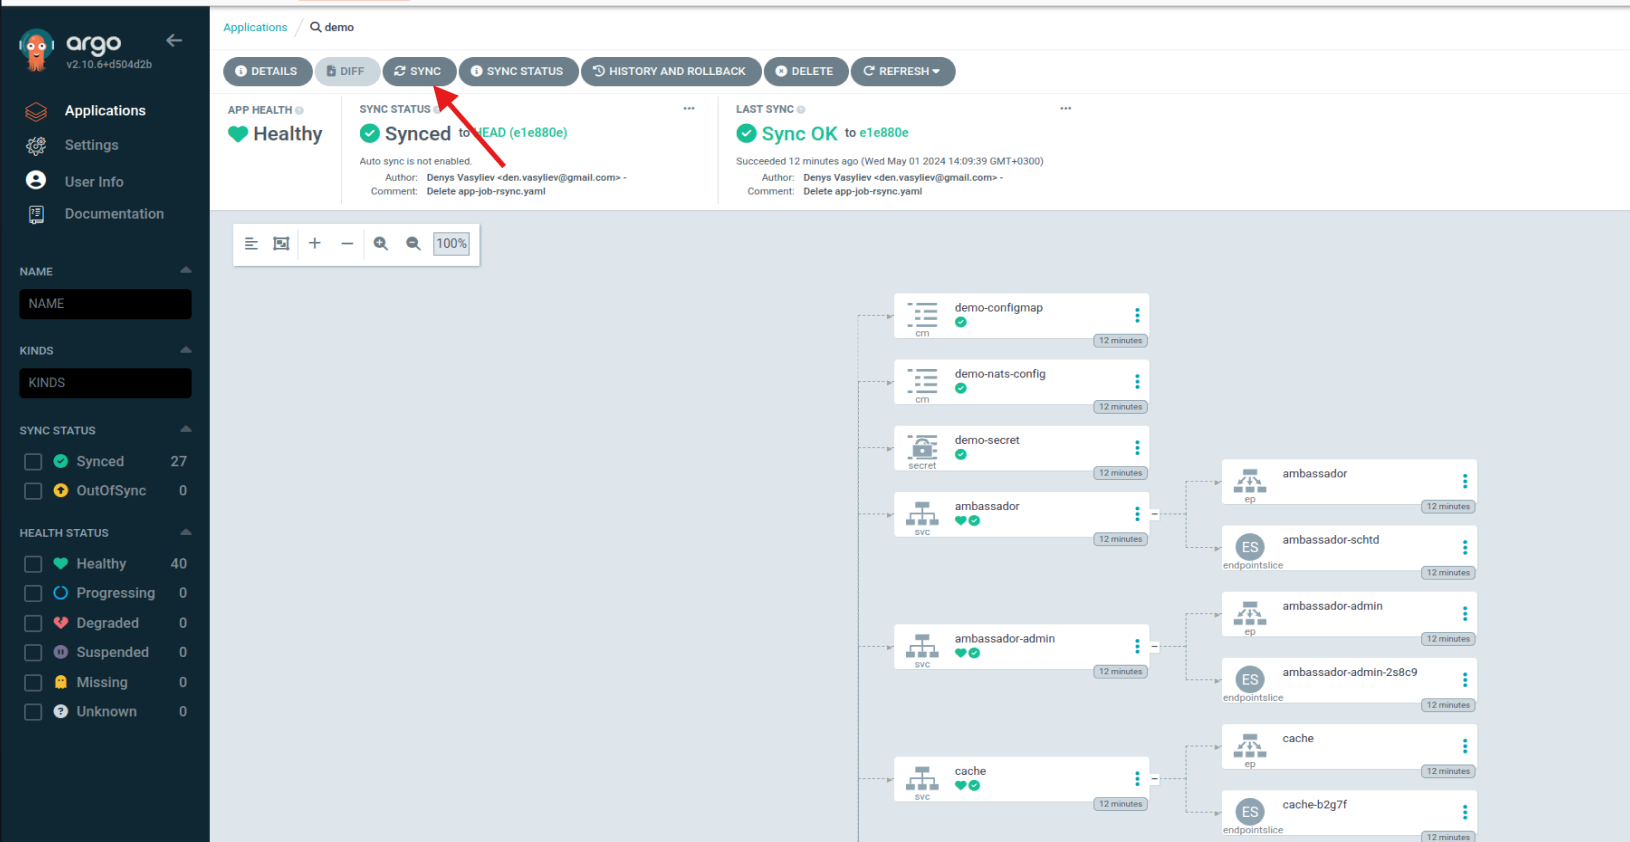 argo
v2.10.6+d504d2b
Applications
Settings
User Info
Documentation
NAME
NAME
KINDS
KINDS
SYNC STATUS
Synced 27
OutOfSync 0
HEALTH STATUS
Healthy 40
Progressing 0
Degraded 0
Suspended 0
Missing 0
Unknown 0
Applications / demo
DETAILS DIFF SYNC SYNC STATUS HISTORY AND ROLLBACK DELETE REFRESH
APP HEALTH
Healthy
SYNC STATUS
Synced to HEAD (e1e880e)
Auto sync is not enabled.
Author: Denys Vasyliev <den.vasyliev@gmail.com> -
Comment: Delete app-job-rsync.yaml
LAST SYNC
Sync OK to e1e880e
Succeeded 12 minutes ago (Wed May 01 2024 14:09:39 GMT+0300)
Author: Denys Vasyliev <den.vasyliev@gmail.com> -
Comment: Delete app-job-rsync.yaml
100%
demo-configmap
cm
12 minutes
demo-nats-config
cm
12 minutes
demo-secret
secret
12 minutes
ambassador
svc
12 minutes
ambassador
ep
12 minutes
ES
ambassador-schtd
endpointslice
12 minutes
ambassador-admin
svc
12 minutes
ambassador-admin
ep
12 minutes
ES
ambassador-admin-2s8c9
endpointslice
12 minutes
cache
svc
12 minutes
cache
ep
12 minutes
ES
cache-b2g7f
endpointslice
12 minutes